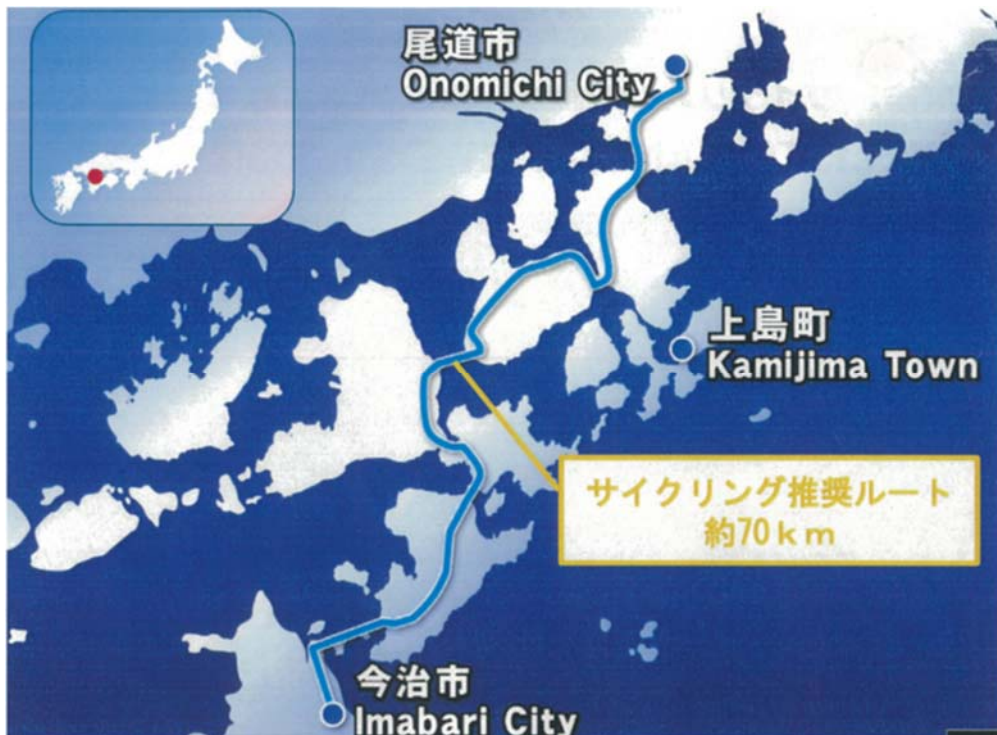 尾道市
Onomichi City
上島町
Kamijima Town
サイクリング推奨ルート
約70km
今治市
Imabari City